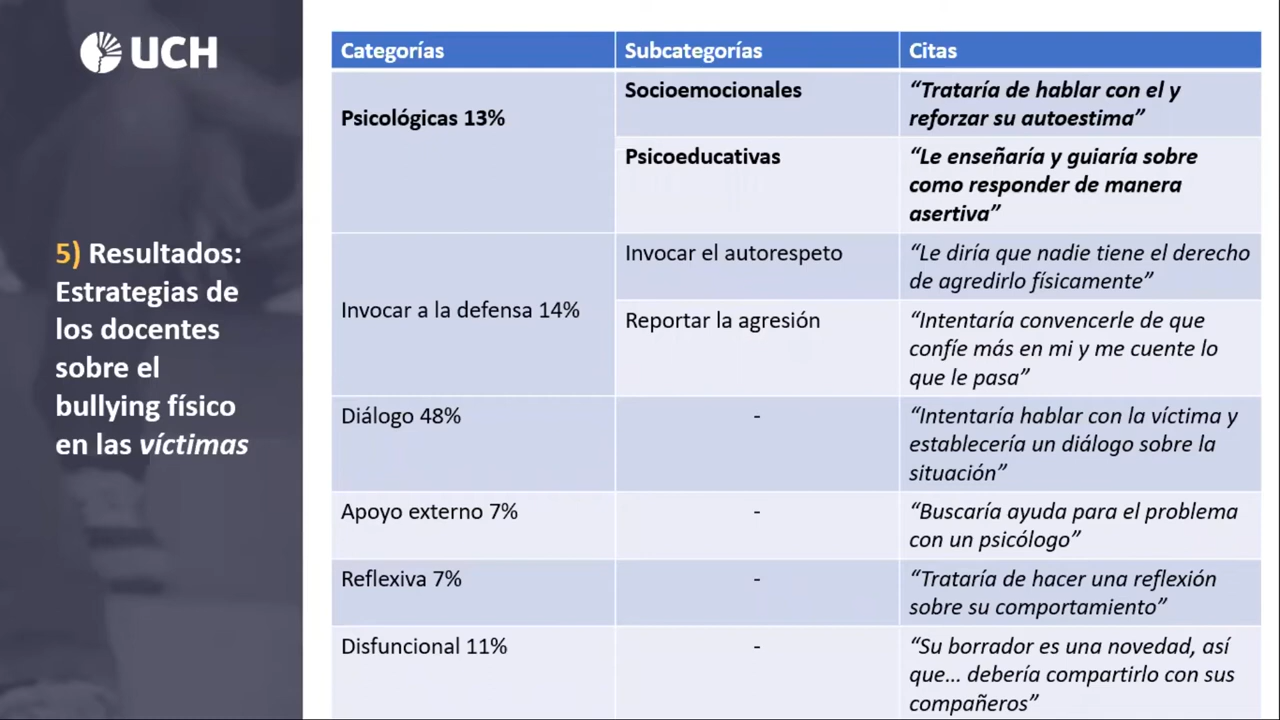 UCH
5) Resultados:
Estrategias de
los docentes
sobre el
bullying físico
en las víctimas
Categorías
Subcategorías
Citas
Psicológicas 13%
Socioemocionales
“Trataría de hablar con el y
reforzar su autoestima”
Psicoeducativas
“Le enseñaría y guiaría sobre
como responder de manera
asertiva”
Invocar a la defensa 14%
Invocar el autorespeto
“Le diría que nadie tiene el derecho
de agredirlo físicamente”
Reportar la agresión
“Intentaría convencerle de que
confíe más en mi y me cuente lo
que le pasa”
Diálogo 48%
-
“Intentaría hablar con la víctima y
establecería un diálogo sobre la
situación”
Apoyo externo 7%
-
“Buscaría ayuda para el problema
con un psicólogo”
Reflexiva 7%
-
“Trataría de hacer una reflexión
sobre su comportamiento”
Disfuncional 11%
-
“Su borrador es una novedad, así
que... debería compartirlo con sus
compañeros”